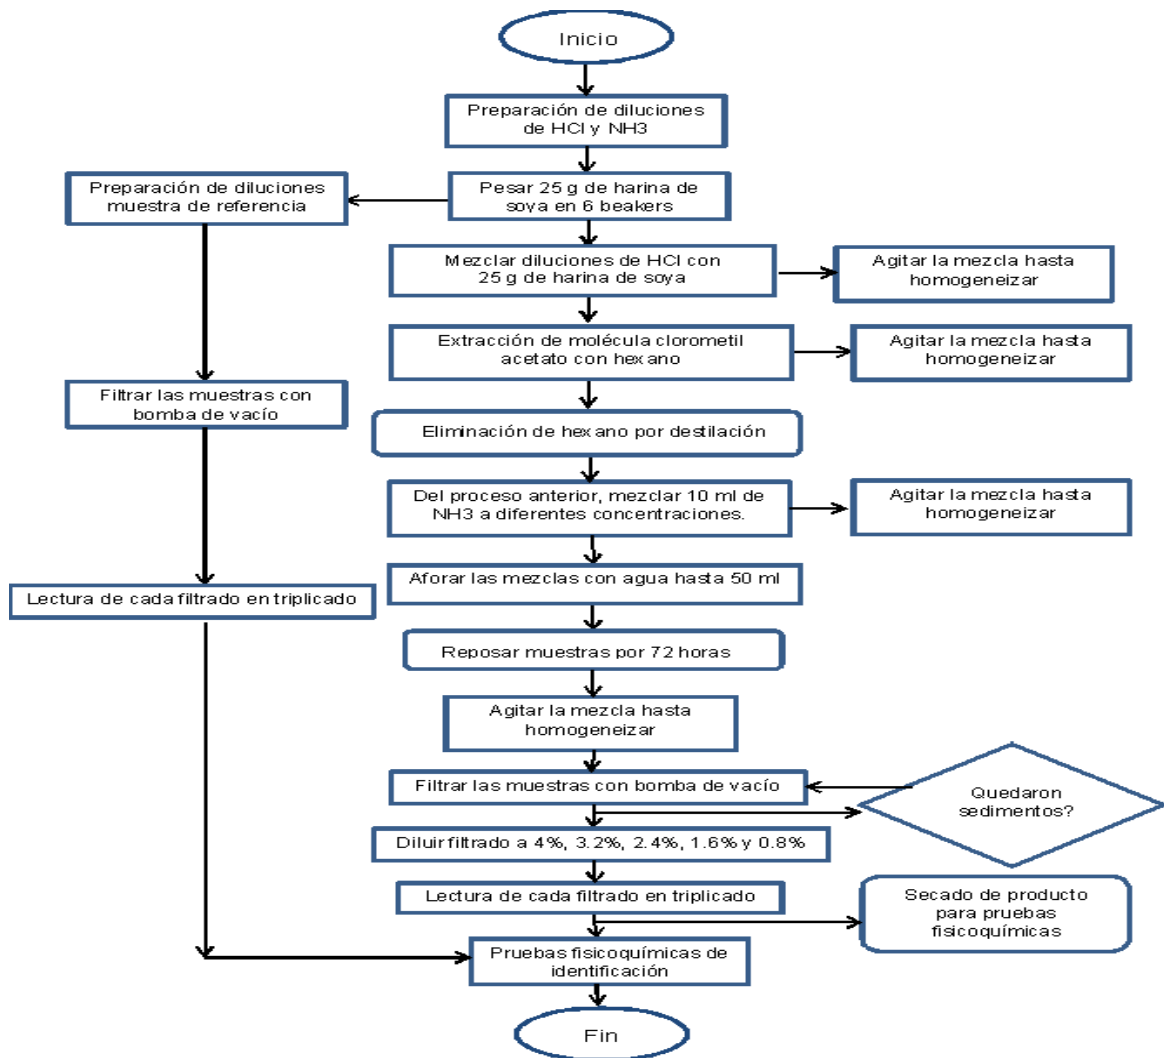 Inicio
Preparación de diluciones
de HCl y NH3
Preparación de diluciones
muestra de referencia
Pesar 25 g de harina de
soya en 6 beakers
Mezclar diluciones de HCl con
25 g de harina de soya
Agitar la mezcla hasta
homogeneizar
Extracción de molécula clorometil
acetato con hexano
Agitar la mezcla hasta
homogeneizar
Filtrar las muestras con
bomba de vacío
Eliminación de hexano por destilación
Del proceso anterior, mezclar 10 ml de
NH3 a diferentes concentraciones.
Agitar la mezcla hasta
homogeneizar
Aforar las mezclas con agua hasta 50 ml
Lectura de cada filtrado en triplicado
Reposar muestras por 72 horas
Agitar la mezcla hasta
homogeneizar
Filtrar las muestras con bomba de vacío
Quedaron
sedimentos?
Diluir filtrado a 4%, 3.2%, 2.4%, 1.6% y 0.8%
Lectura de cada filtrado en triplicado
Secado de producto
para pruebas
fisicoquímicas
Pruebas fisicoquímicas de
identificación
Fin